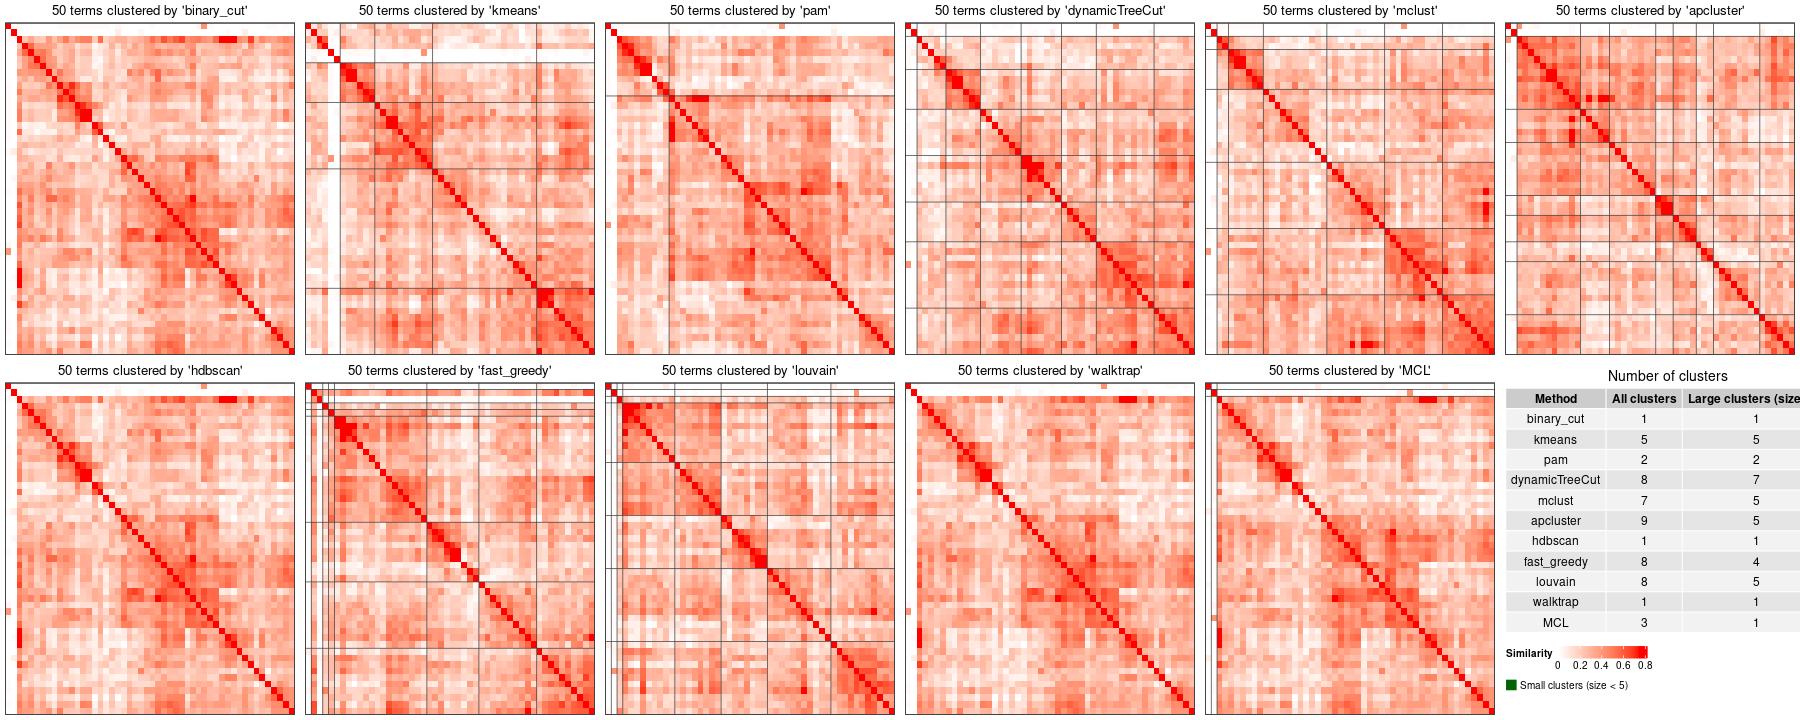 50 terms clustered by 'binary_cut'
50 terms clustered by 'kmeans'
50 terms clustered by 'pam'
50 terms clustered by 'dynamicTreeCut'
50 terms clustered by 'mclust'
50 terms clustered by 'apcluster'
50 terms clustered by 'hdbscan'
50 terms clustered by 'fast_greedy'
50 terms clustered by 'louvain'
50 terms clustered by 'walktrap'
50 terms clustered by 'MCL'
Number of clusters
Method All clusters Large clusters (size
binary_cut 1 1
kmeans 5 5
pam 2 2
dynamicTreeCut 8 7
mclust 7 5
apcluster 9 5
hdbscan 1 1
fast_greedy 8 4
louvain 8 5
walktrap 1 1
MCL 3 1
Similarity
0 0.2 0.4 0.6 0.8
Small clusters (size < 5)